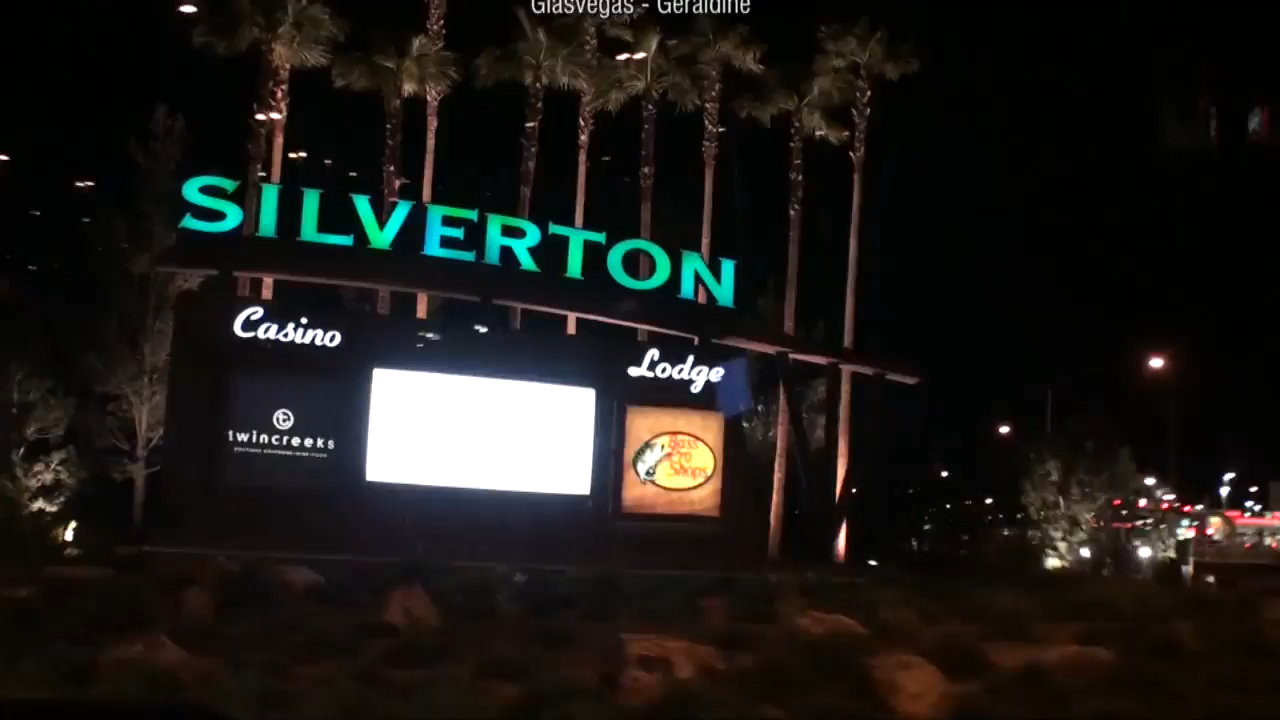 Glasvegas - Geraldine
SILVERTON
Casino
Lodge
twincreeks
Bass
Pro
Shops